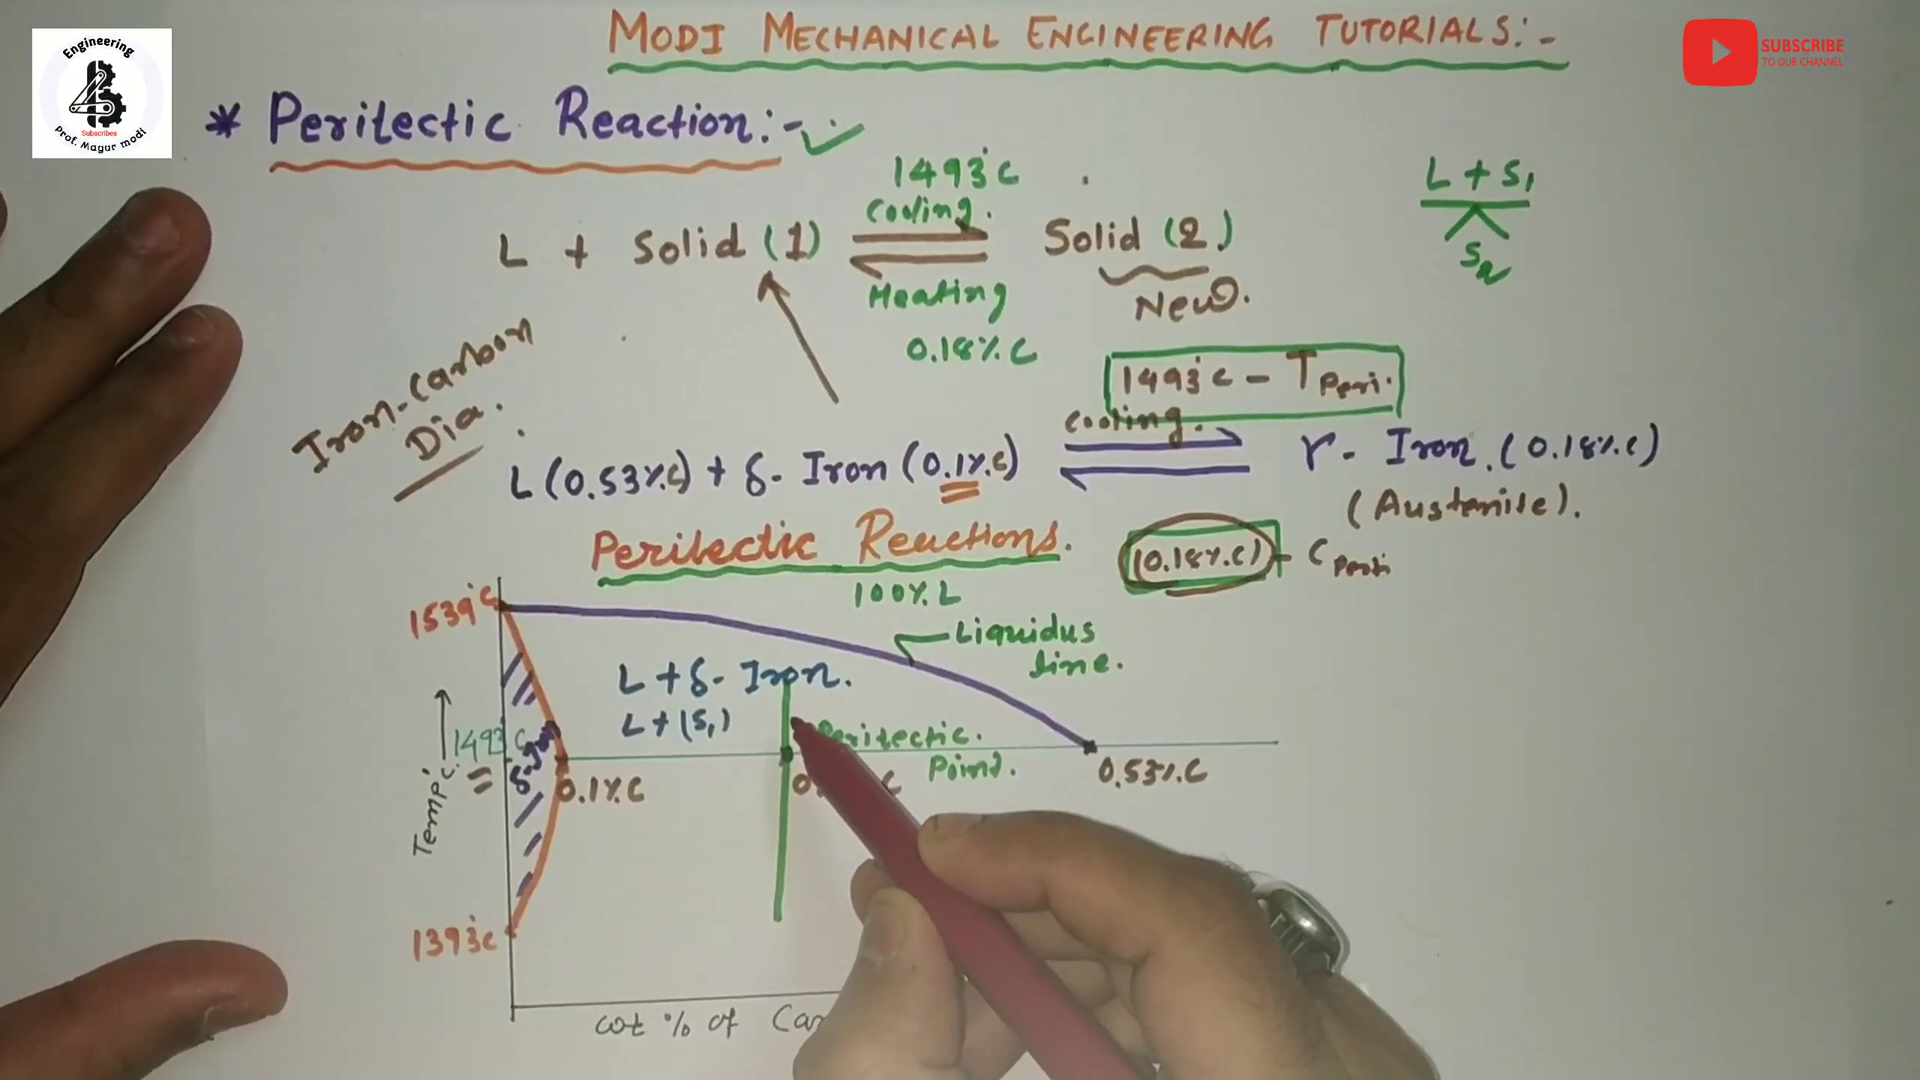 MODI MECHANICAL ENGINEERING TUTORIALS:-
Engineering
Subscribes
Prof. Mayur modi
SUBSCRIBE
TO OUR CHANNEL
* Peritectic Reaction:-
1493°C
Cooling.
L + Solid (1) Solid (2)
Heating
New.
0.18%.C
L + S1
S2
Iron-Carbon
Dia.
1493°C - TPeri.
Cooling.
L (0.53%.C) + δ- Iron (0.1%.C) γ- Iron. (0.18%.C)
(Austenite).
Peritectic Reactions.
(0.18%.C) - CPeri
100%.L
1539°C
Liquidus
line.
L + δ- Iron.
L + (S1)
Peritectic.
Point.
1493°C
δ-Iron
0.1%.C
0.53%.C
Temp°C.
1393°C
wt % of